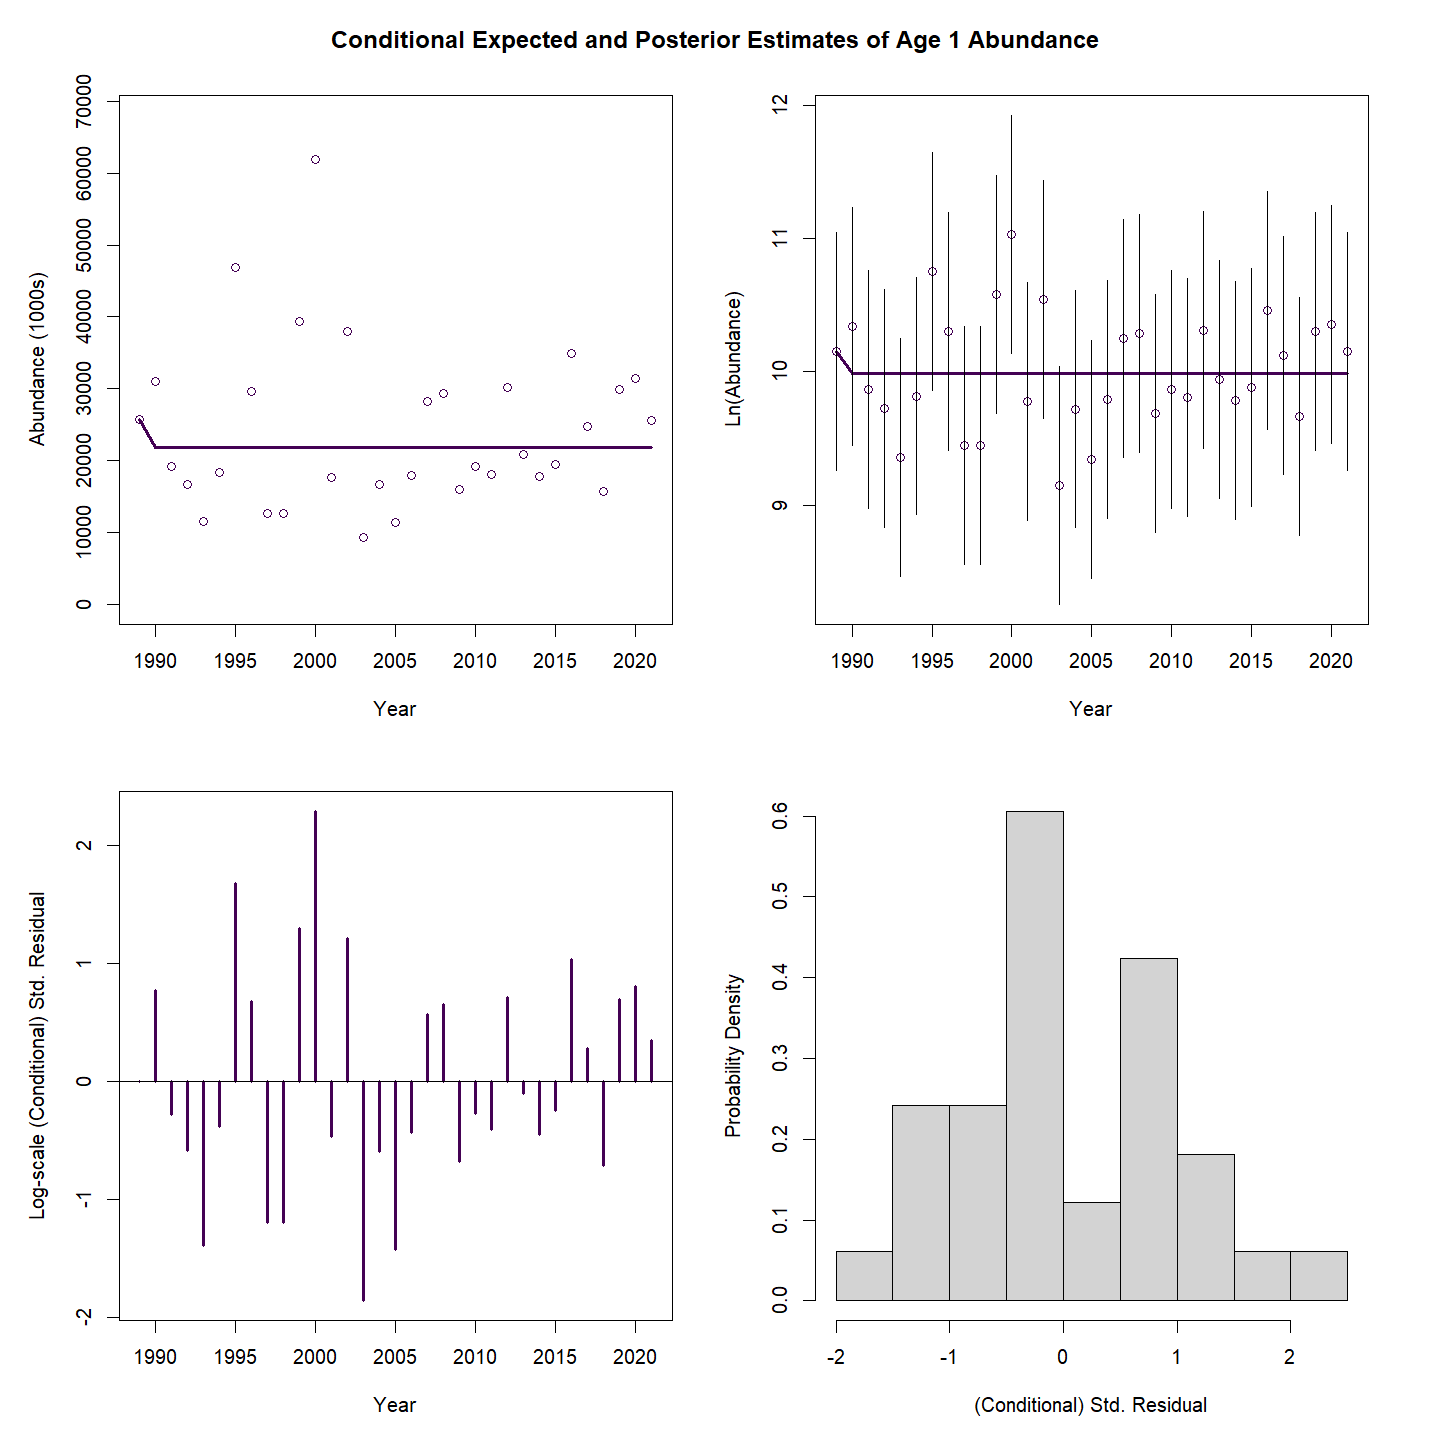 Conditional Expected and Posterior Estimates of Age 1 Abundance
Abundance (1000s)
0 10000 20000 30000 40000 50000 60000 70000
1990 1995 2000 2005 2010 2015 2020
Year
Ln(Abundance)
9 10 11 12
1990 1995 2000 2005 2010 2015 2020
Year
Log-scale (Conditional) Std. Residual
-2 -1 0 1 2
1990 1995 2000 2005 2010 2015 2020
Year
Probability Density
0.0 0.1 0.2 0.3 0.4 0.5 0.6
-2 -1 0 1 2
(Conditional) Std. Residual